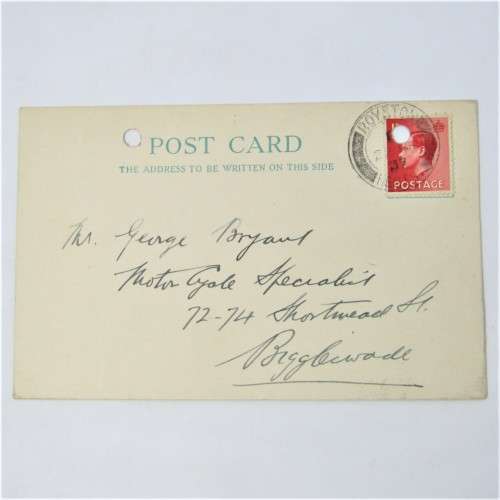 ROYSTON
POSTAGE
POST CARD
THE ADDRESS TO BE WRITTEN ON THIS SIDE
Mr. George Bryant
Motor Cycle Specialist
72-74 Shortmead St.
Biggleswade